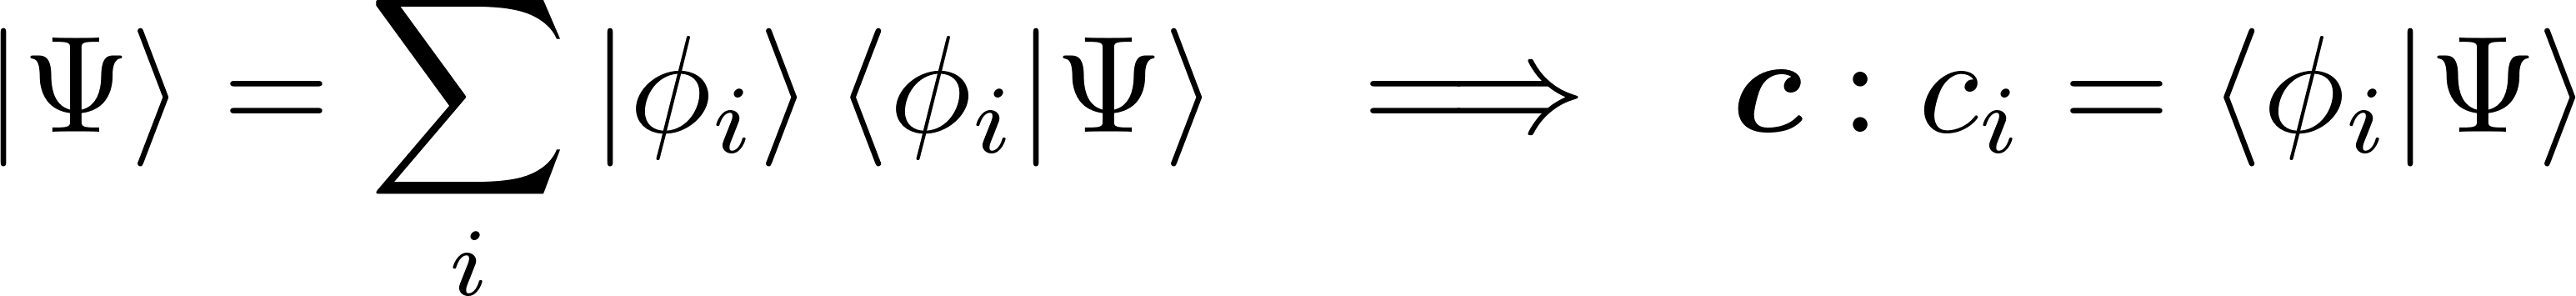 |Ψ⟩ = ∑_i |ϕ_i⟩ ⟨ϕ_i|Ψ⟩ ⟹ 𝒄 : c_i = ⟨ϕ_i|Ψ⟩